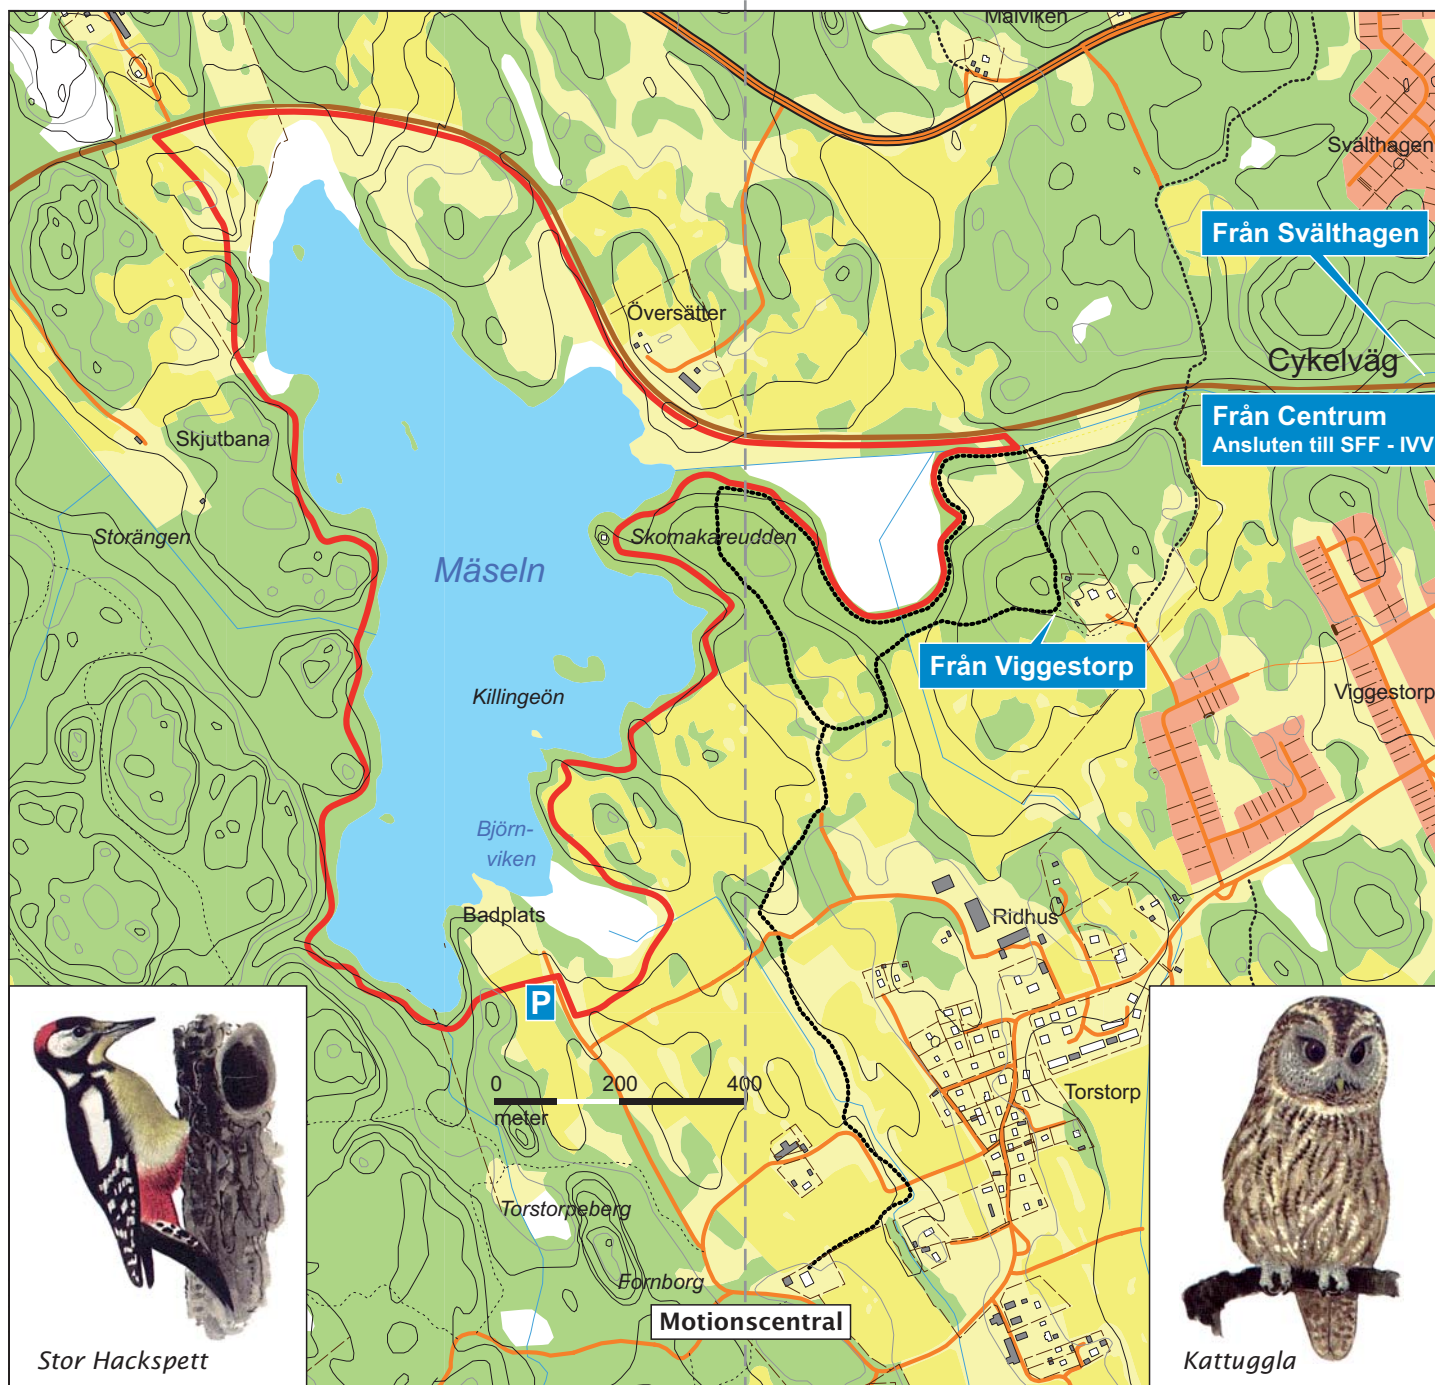 Malviken
Svälthagen
Från Svälthagen
Översätter
Cykelväg
Från Centrum
Ansluten till SFF - IVV
Skjutbana
Storängen
Skomakareudden
Mäseln
Från Viggestorp
Killingeön
Viggestorp
Björn-
viken
Badplats
Ridhus
P
0 200 400
meter
Torstorp
Torstorpeberg
Fornborg
Motionscentral
Stor Hackspett
Kattuggla